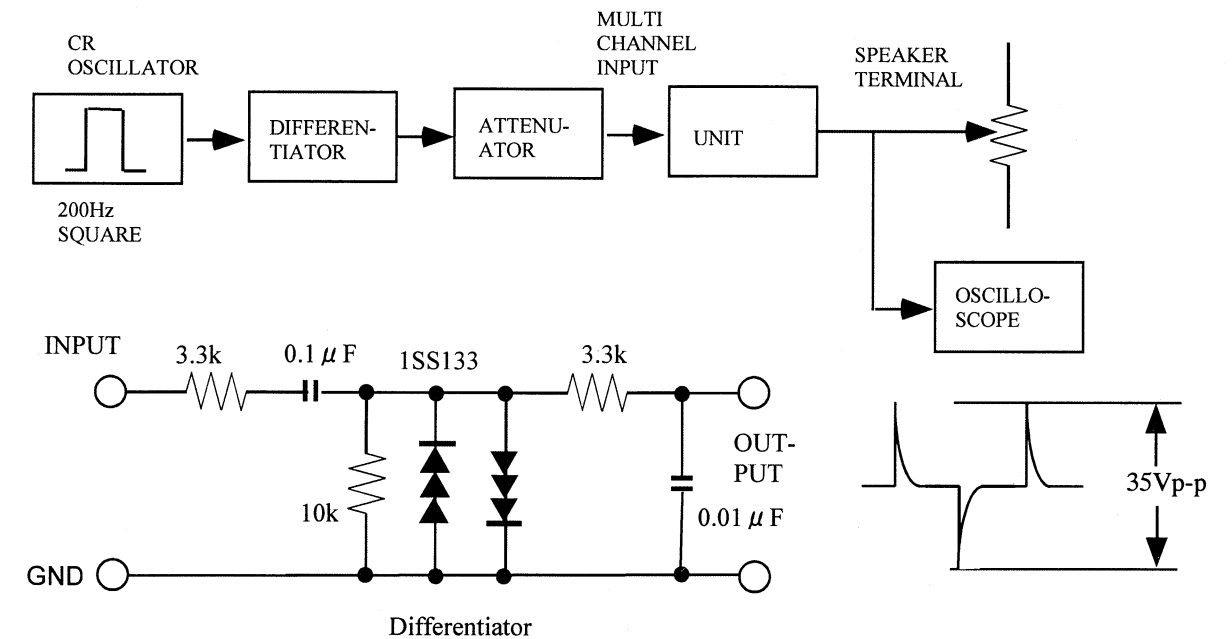 CR
OSCILLATOR
MULTI
CHANNEL
INPUT
SPEAKER
TERMINAL
DIFFEREN-
TIATOR
ATTENU-
ATOR
UNIT
200Hz
SQUARE
OSCILLO-
SCOPE
INPUT
3.3k
0.1 μF
1SS133
3.3k
OUT-
PUT
10k
0.01 μF
35Vp-p
GND
Differentiator